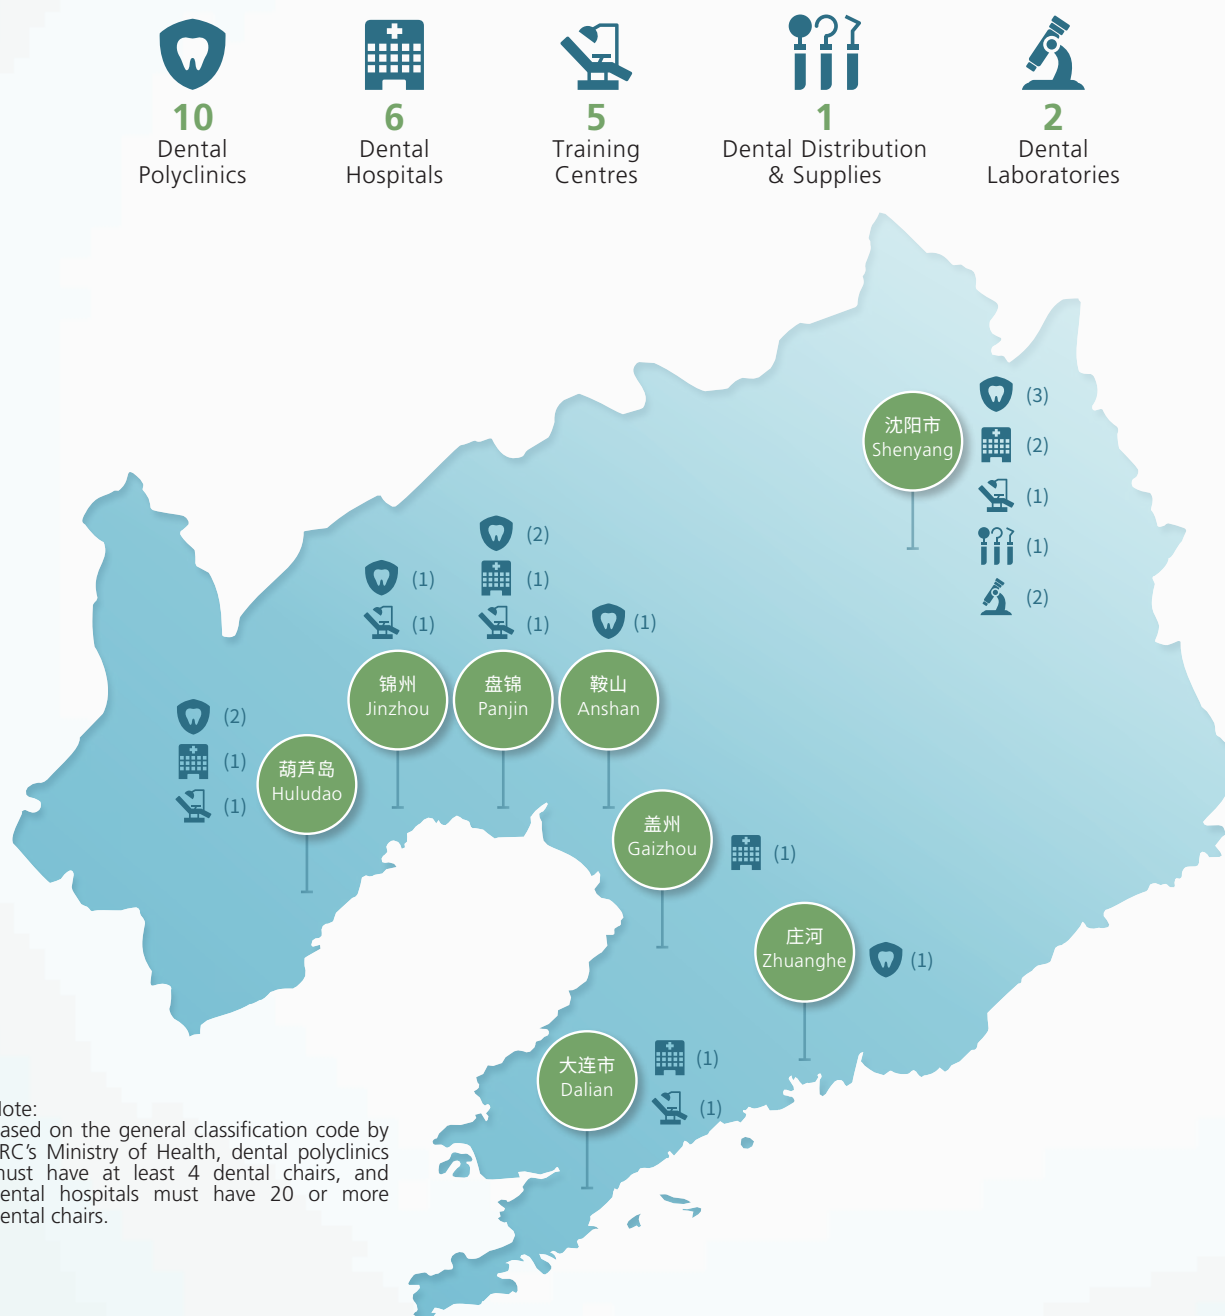 10
Dental
Polyclinics
6
Dental
Hospitals
5
Training
Centres
1
Dental Distribution
& Supplies
2
Dental
Laboratories
沈阳市
Shenyang
(3)
(2)
(1)
(1)
(2)
(2)
(1)
(1)
盘锦
Panjin
(1)
(1)
锦州
Jinzhou
(1)
鞍山
Anshan
(2)
(1)
(1)
葫芦岛
Huludao
盖州
Gaizhou
(1)
庄河
Zhuanghe
(1)
大连市
Dalian
(1)
(1)
ote:
ased on the general classification code by
RC’s Ministry of Health, dental polyclinics
ust have at least 4 dental chairs, and
ental hospitals must have 20 or more
ental chairs.